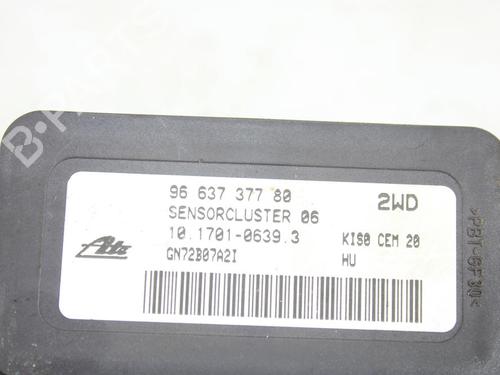 96 637 377 80 2WD
SENSORCLUSTER 06
10.1701-0639.3 KIS0 CEM 20
GN72B07A2I HU
Ate
>PBT-GF30<
B-PARTS